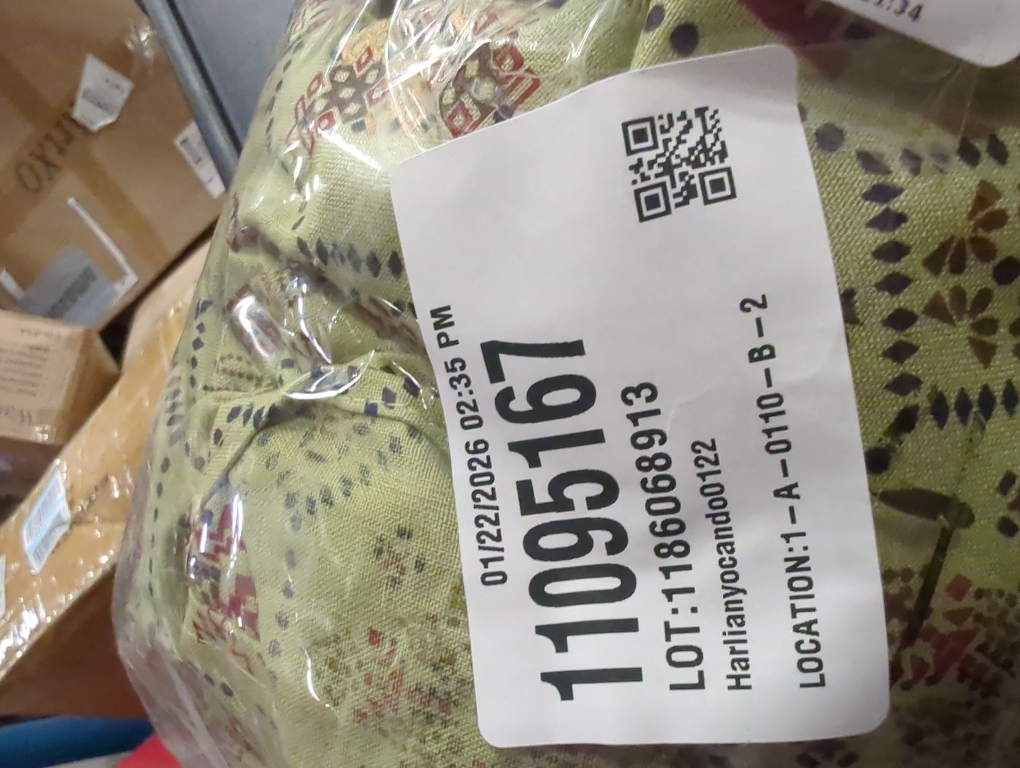 01/22/2026 02:35 PM
11095167
LOT:1186068913
Harlianyocando0122
LOCATION:1-A-0110-B-2